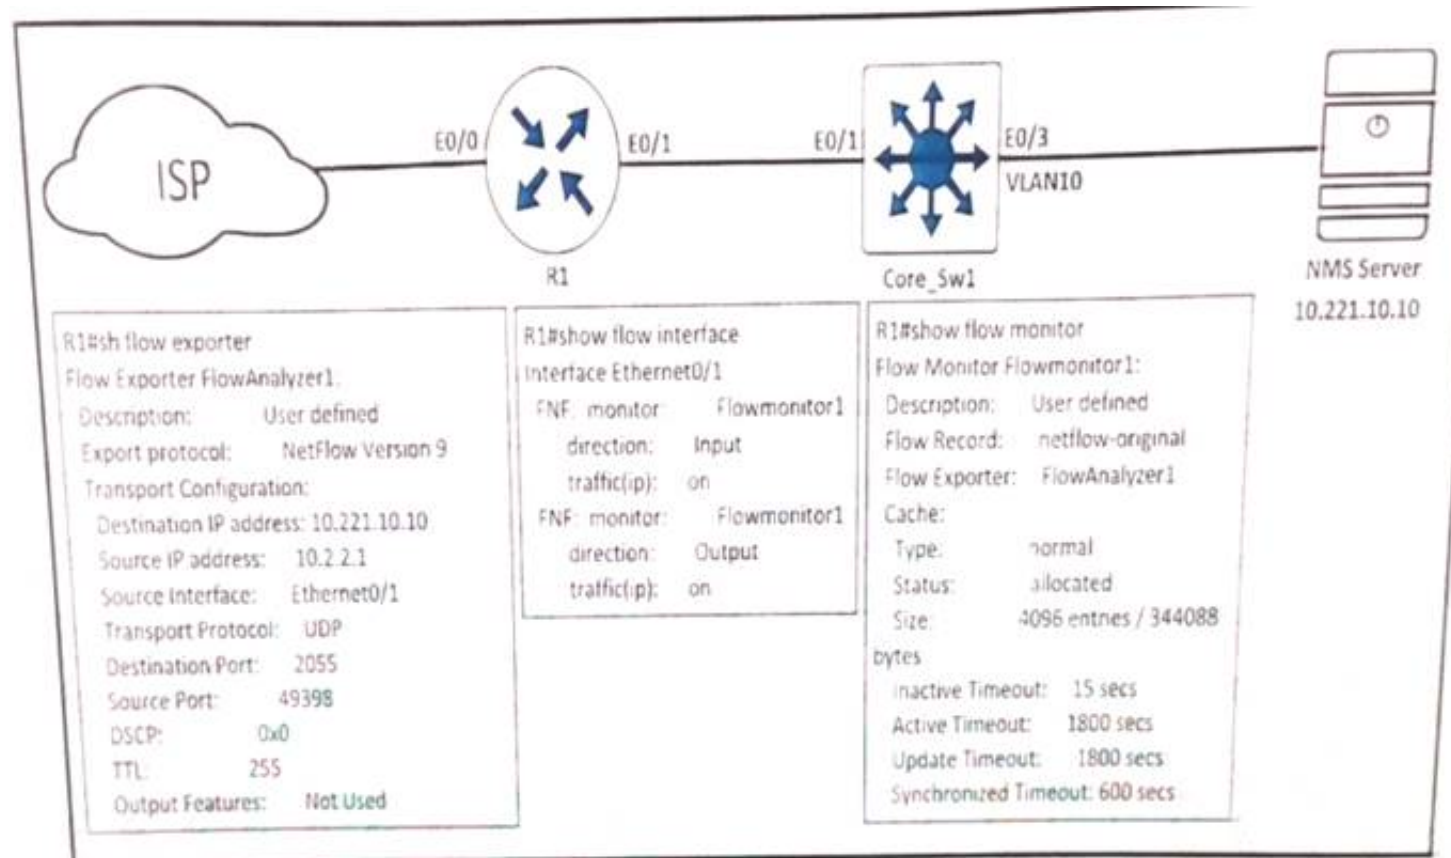 E0/0
E0/1
E0/1
E0/3
ISP
VLAN10
R1
Core_Sw1
NMS Server
10.221.10.10
R1#sh flow exporter
Flow Exporter FlowAnalyzer1:
Description: User defined
Export protocol: NetFlow Version 9
Transport Configuration:
Destination IP address: 10.221.10.10
Source IP address: 10.2.2.1
Source Interface: Ethernet0/1
Transport Protocol: UDP
Destination Port: 2055
Source Port: 49398
DSCP: 0x0
TTL: 255
Output Features: Not Used
R1#show flow interface
Interface Ethernet0/1
FNF: monitor: Flowmonitor1
direction: Input
traffic(ip): on
FNF: monitor: Flowmonitor1
direction: Output
traffic(ip): on
R1#show flow monitor
Flow Monitor Flowmonitor1:
Description: User defined
Flow Record: netflow-original
Flow Exporter: FlowAnalyzer1
Cache:
Type: normal
Status: allocated
Size: 4096 entries / 344088
bytes
Inactive Timeout: 15 secs
Active Timeout: 1800 secs
Update Timeout: 1800 secs
Synchronized Timeout: 600 secs